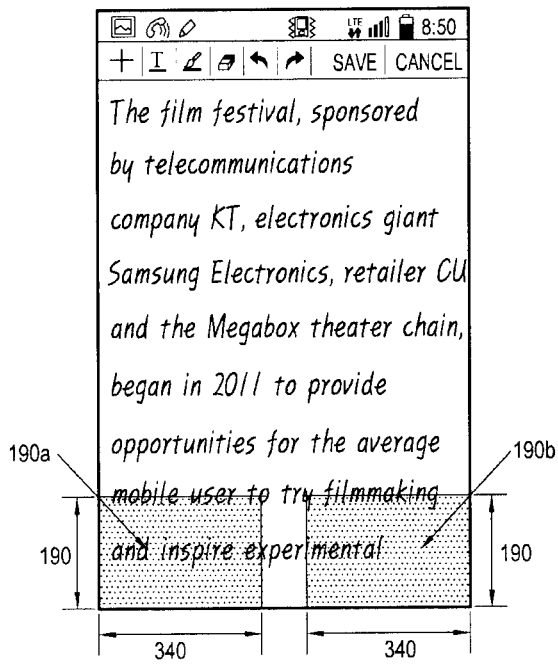 LTE 8:50
T SAVE CANCEL
The film festival, sponsored
by telecommunications
company KT, electronics giant
Samsung Electronics, retailer CU
and the Megabox theater chain,
began in 2011 to provide
opportunities for the average
190a 190b
mobile user to try filmmaking
190 and inspire experimental 190
340 340